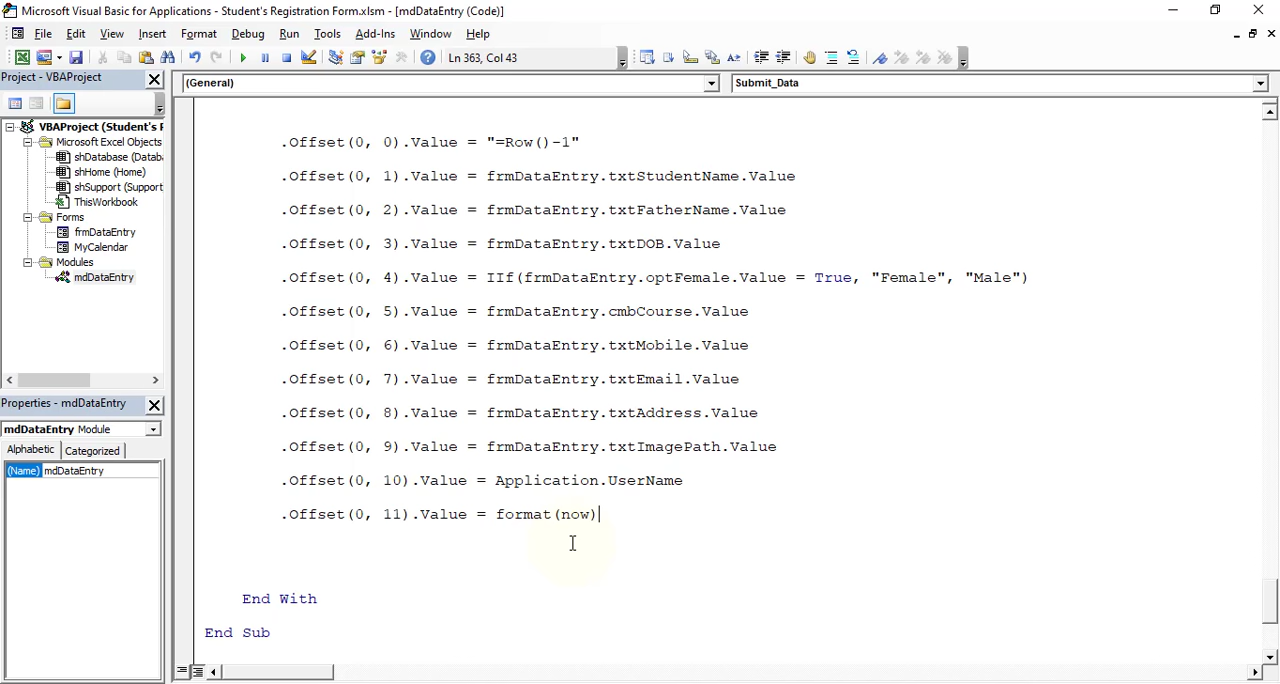 Microsoft Visual Basic for Applications - Student's Registration Form.xlsm - [mdDataEntry (Code)]
File Edit View Insert Format Debug Run Tools Add-Ins Window Help
Ln 363, Col 43
Project - VBAProject
(General)
Submit_Data
VBAProject (Student's F
Microsoft Excel Objects
shDatabase (Datab
shHome (Home)
shSupport (Support
ThisWorkbook
Forms
frmDataEntry
MyCalendar
Modules
mdDataEntry
Properties - mdDataEntry
mdDataEntry Module
Alphabetic Categorized
(Name) mdDataEntry
.Offset(0, 0).Value = "=Row()-1"
.Offset(0, 1).Value = frmDataEntry.txtStudentName.Value
.Offset(0, 2).Value = frmDataEntry.txtFatherName.Value
.Offset(0, 3).Value = frmDataEntry.txtDOB.Value
.Offset(0, 4).Value = IIf(frmDataEntry.optFemale.Value = True, "Female", "Male")
.Offset(0, 5).Value = frmDataEntry.cmbCourse.Value
.Offset(0, 6).Value = frmDataEntry.txtMobile.Value
.Offset(0, 7).Value = frmDataEntry.txtEmail.Value
.Offset(0, 8).Value = frmDataEntry.txtAddress.Value
.Offset(0, 9).Value = frmDataEntry.txtImagePath.Value
.Offset(0, 10).Value = Application.UserName
.Offset(0, 11).Value = format(now)
End With
End Sub